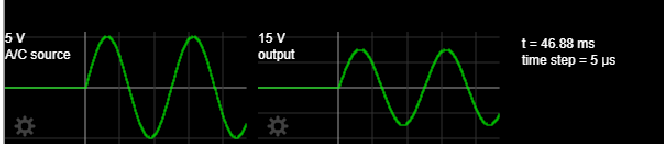 5 V
A/C source
15 V
output
t = 46.88 ms
time step = 5 μs